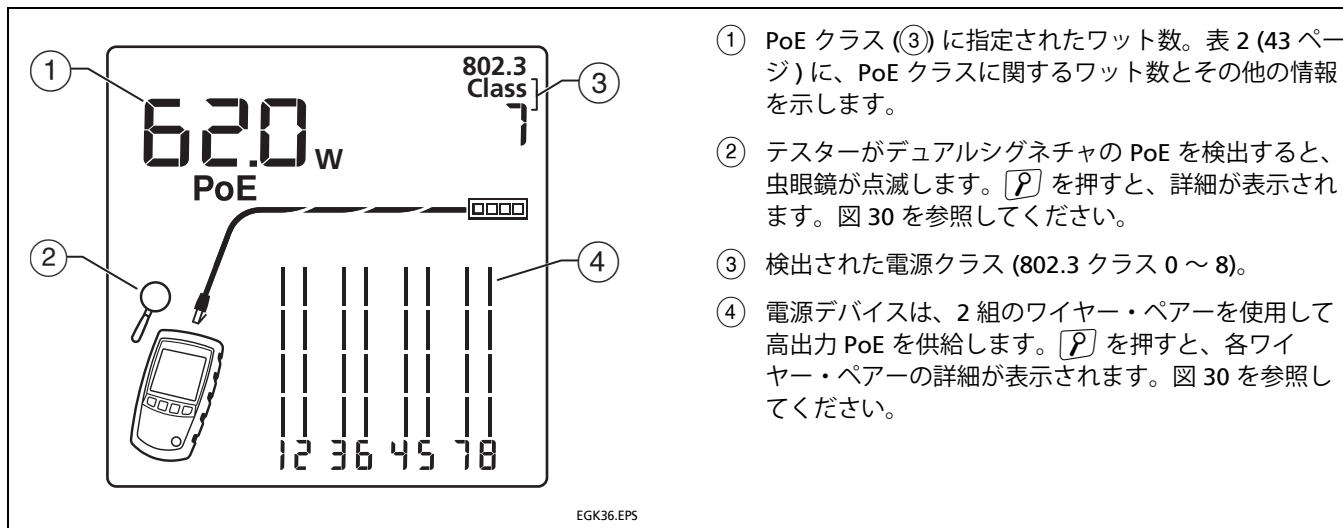 1
62.0 W
PoE
802.3
Class
7
3
2
4
12 36 45 78
EGK36.EPS
① PoE クラス (③) に指定されたワット数。表 2 (43 ペー
ジ ) に、PoE クラスに関するワット数とその他の情報
を示します。
② テスターがデュアルシグネチャの PoE を検出すると、
虫眼鏡が点滅します。 を押すと、詳細が表示され
ます。図 30 を参照してください。
③ 検出された電源クラス (802.3 クラス 0 ～ 8)。
④ 電源デバイスは、2 組のワイヤー・ペアーを使用して
高出力 PoE を供給します。 を押すと、各ワイ
ヤー・ペアーの詳細が表示されます。図 30 を参照し
てください。